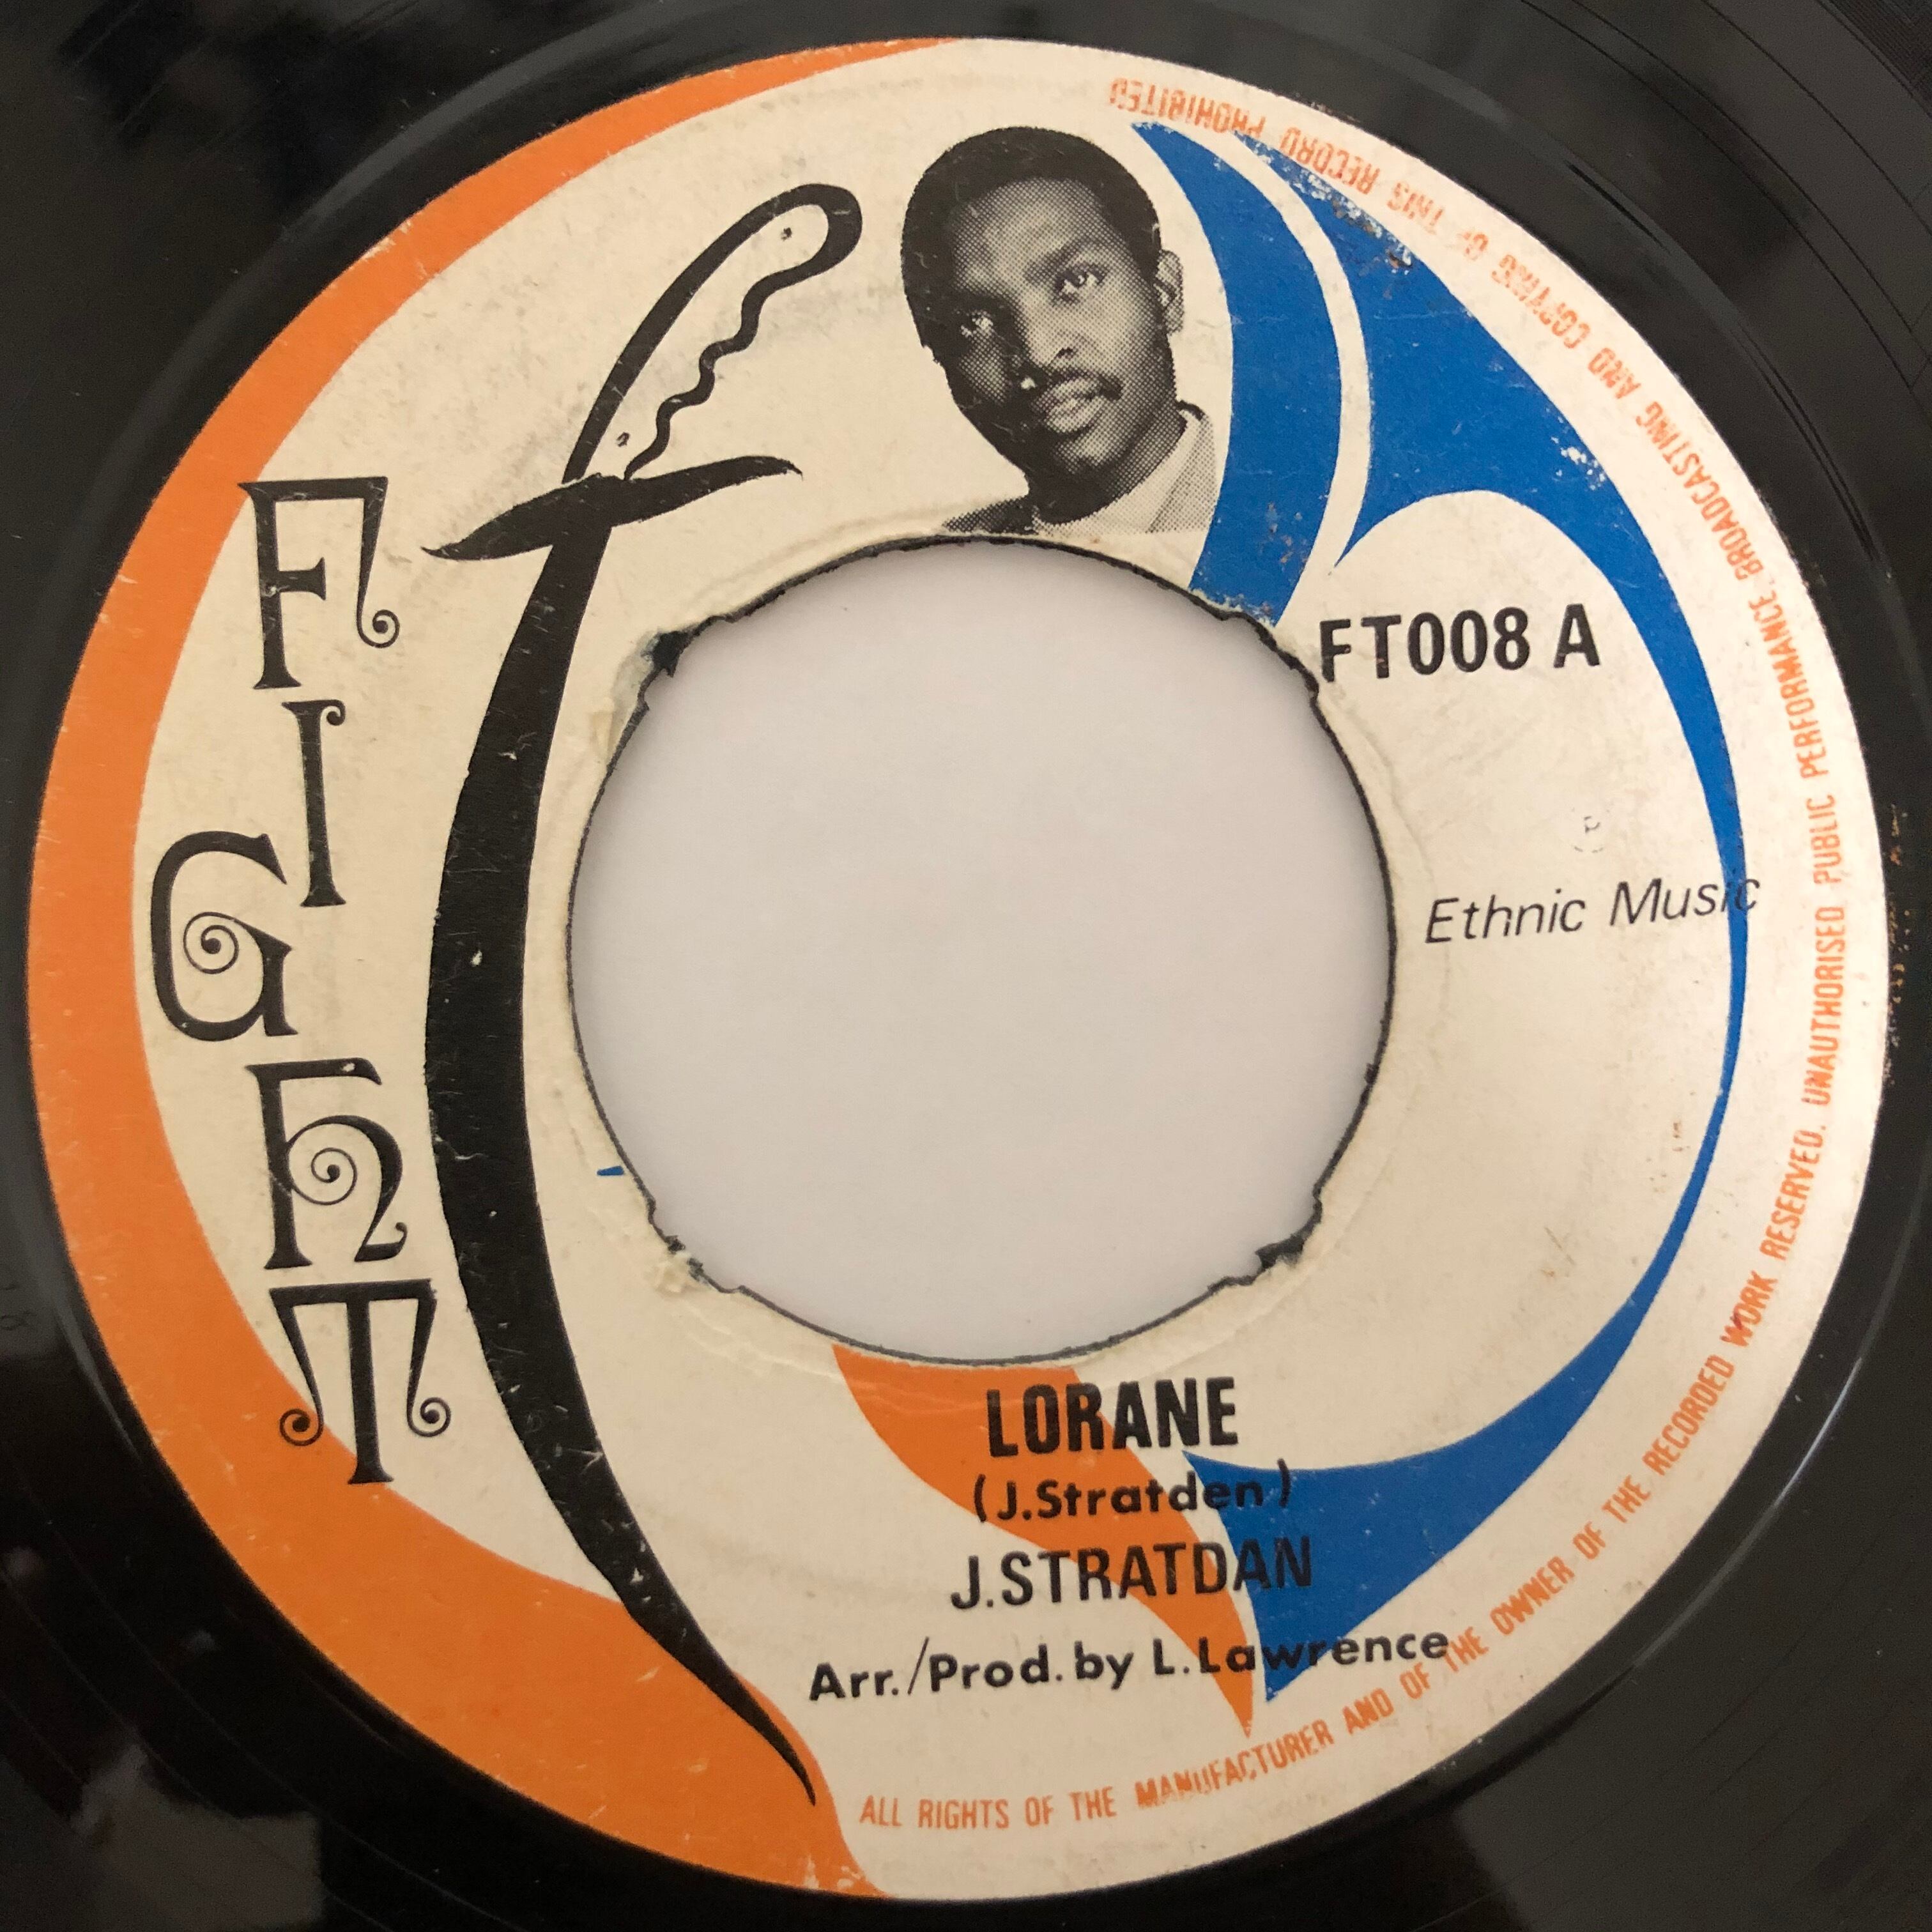 FIGHT
FT008 A
Ethnic Music
LORANE
(J.Stratden)
J.STRATDAN
Arr./Prod. by L.Lawrence
ALL RIGHTS OF THE MANUFACTURER AND OF THE OWNER OF THE RECORDED WORK RESERVED. UNAUTHORISED PUBLIC PERFORMANCE. BROADCASTING AND COPYING OF THIS RECORD PROHIBITED